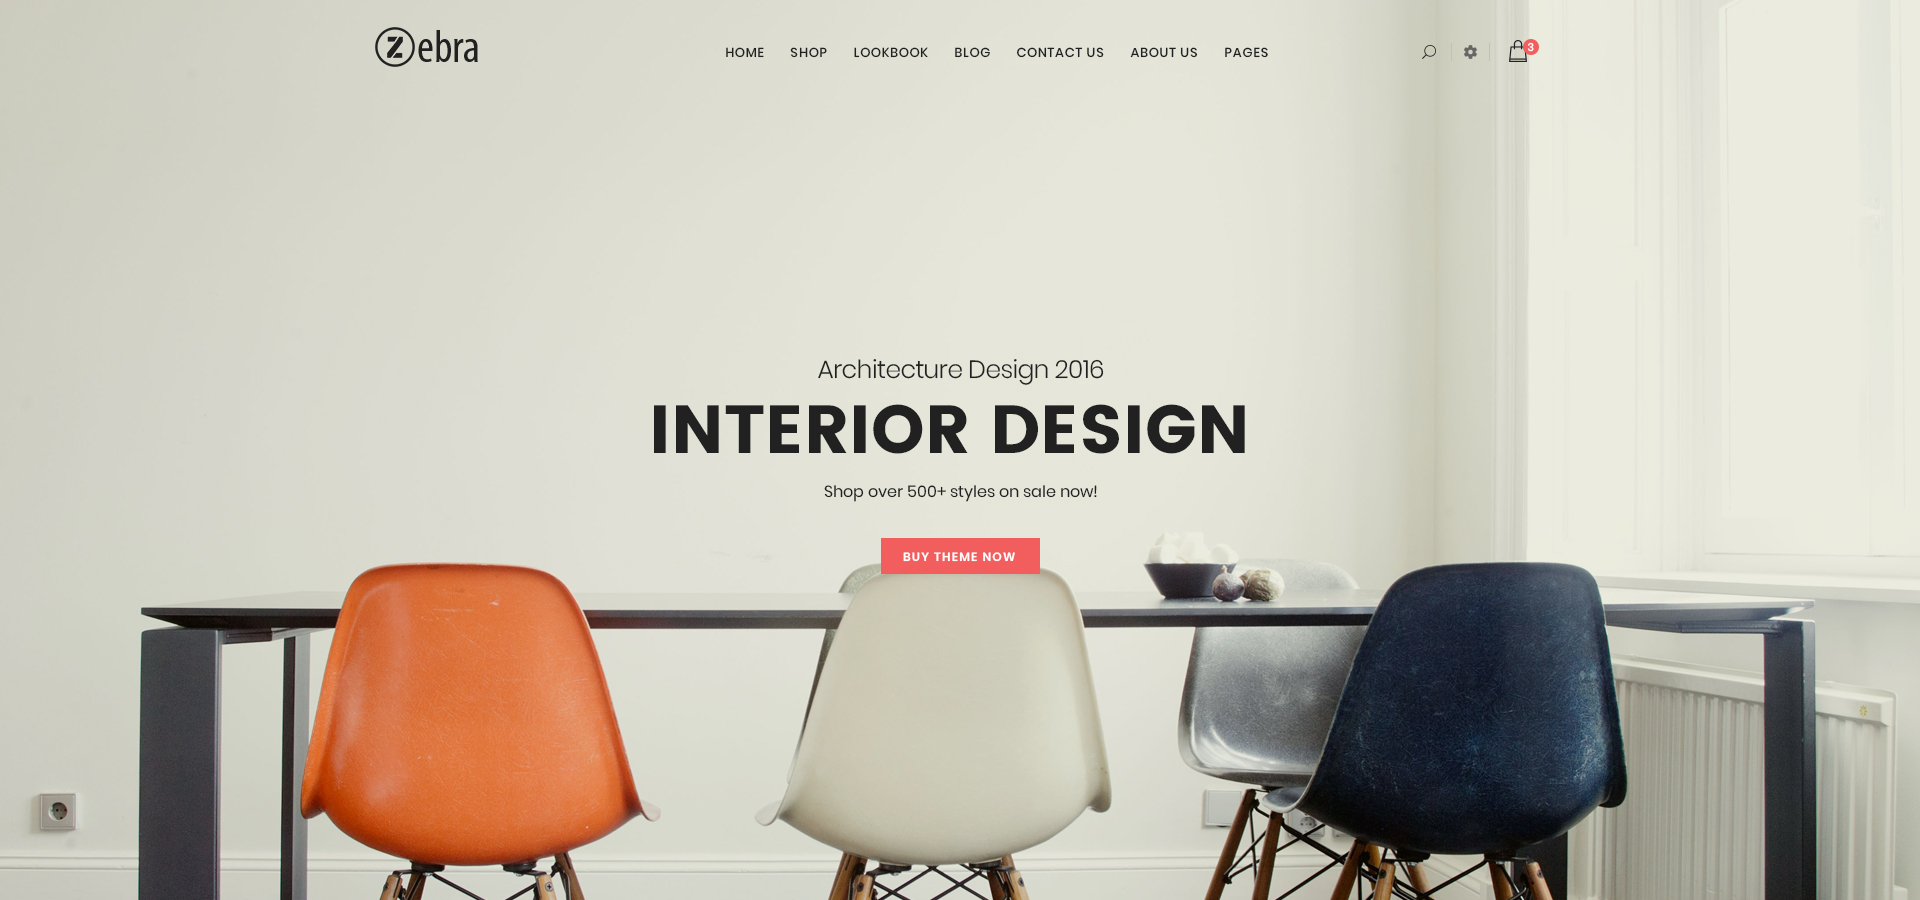 Zebra
HOME SHOP LOOKBOOK BLOG CONTACT US ABOUT US PAGES
3
Architecture Design 2016
INTERIOR DESIGN
Shop over 500+ styles on sale now!
BUY THEME NOW